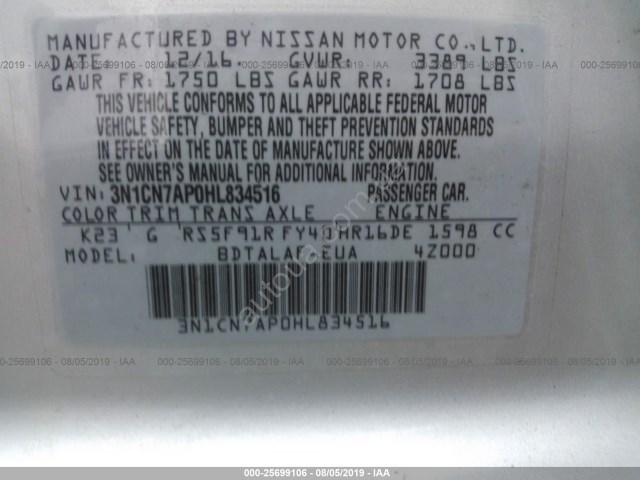 MANUFACTURED BY NISSAN MOTOR CO.,LTD.
DATE: 12/16. GVWR: 3389 LBS
GAWR FR: 1750 LBS GAWR RR: 1708 LBS
THIS VEHICLE CONFORMS TO ALL APPLICABLE FEDERAL MOTOR
VEHICLE SAFETY, BUMPER AND THEFT PREVENTION STANDARDS
IN EFFECT ON THE DATE OF MANUFACTURE SHOWN ABOVE.
SEE OWNER'S MANUAL FOR ADDITIONAL INFORMATION.
VIN: 3N1CN7AP0HL834516 PASSENGER CAR.
COLOR TRIM TRANS AXLE ENGINE
K23 G RS5F91R FY41 HR16DE 1598 CC
MODEL: BDTALAF EUA 4Z000
3N1CN7AP0HL834516
000-25699106 - 08/05/2019 - IAA